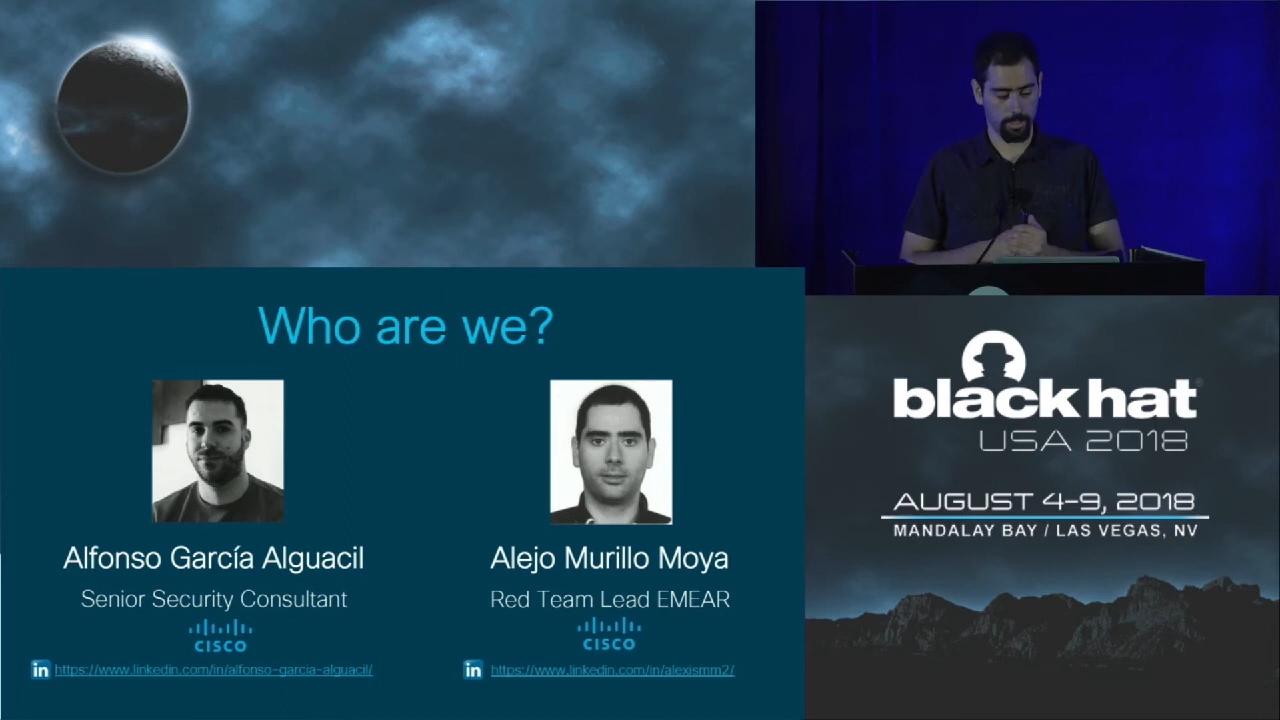 Who are we?
Alfonso García Alguacil
Senior Security Consultant
CISCO
in https://www.linkedin.com/in/alfonso-garcia-alguacil/
Alejo Murillo Moya
Red Team Lead EMEAR
CISCO
in https://www.linkedin.com/in/alexismm2/
black hat
USA 2018
AUGUST 4-9, 2018
MANDALAY BAY / LAS VEGAS, NV